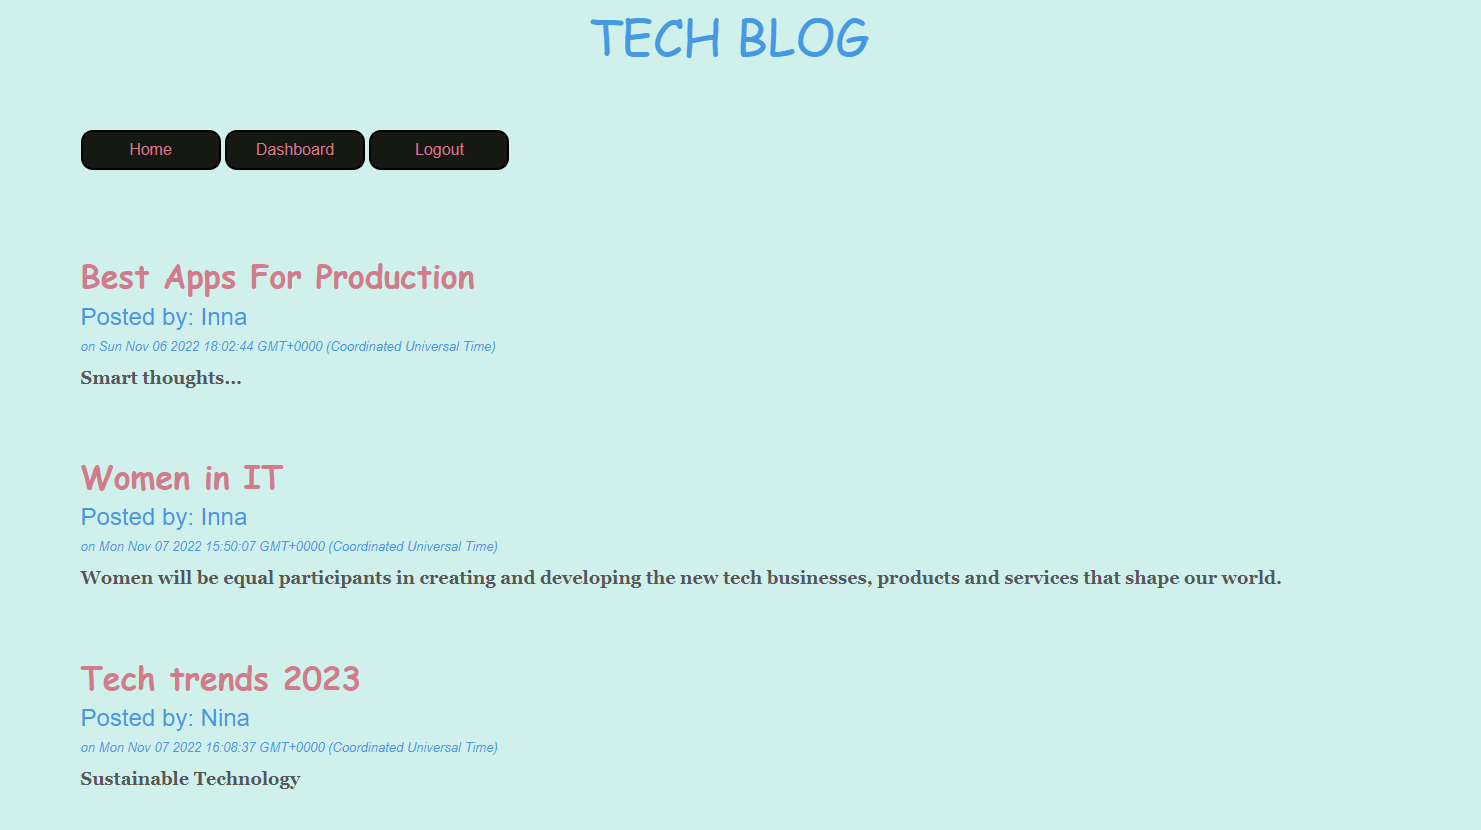 TECH BLOG
Home Dashboard Logout
Best Apps For Production
Posted by: Inna
on Sun Nov 06 2022 18:02:44 GMT+0000 (Coordinated Universal Time)
Smart thoughts...
Women in IT
Posted by: Inna
on Mon Nov 07 2022 15:50:07 GMT+0000 (Coordinated Universal Time)
Women will be equal participants in creating and developing the new tech businesses, products and services that shape our world.
Tech trends 2023
Posted by: Nina
on Mon Nov 07 2022 16:08:37 GMT+0000 (Coordinated Universal Time)
Sustainable Technology